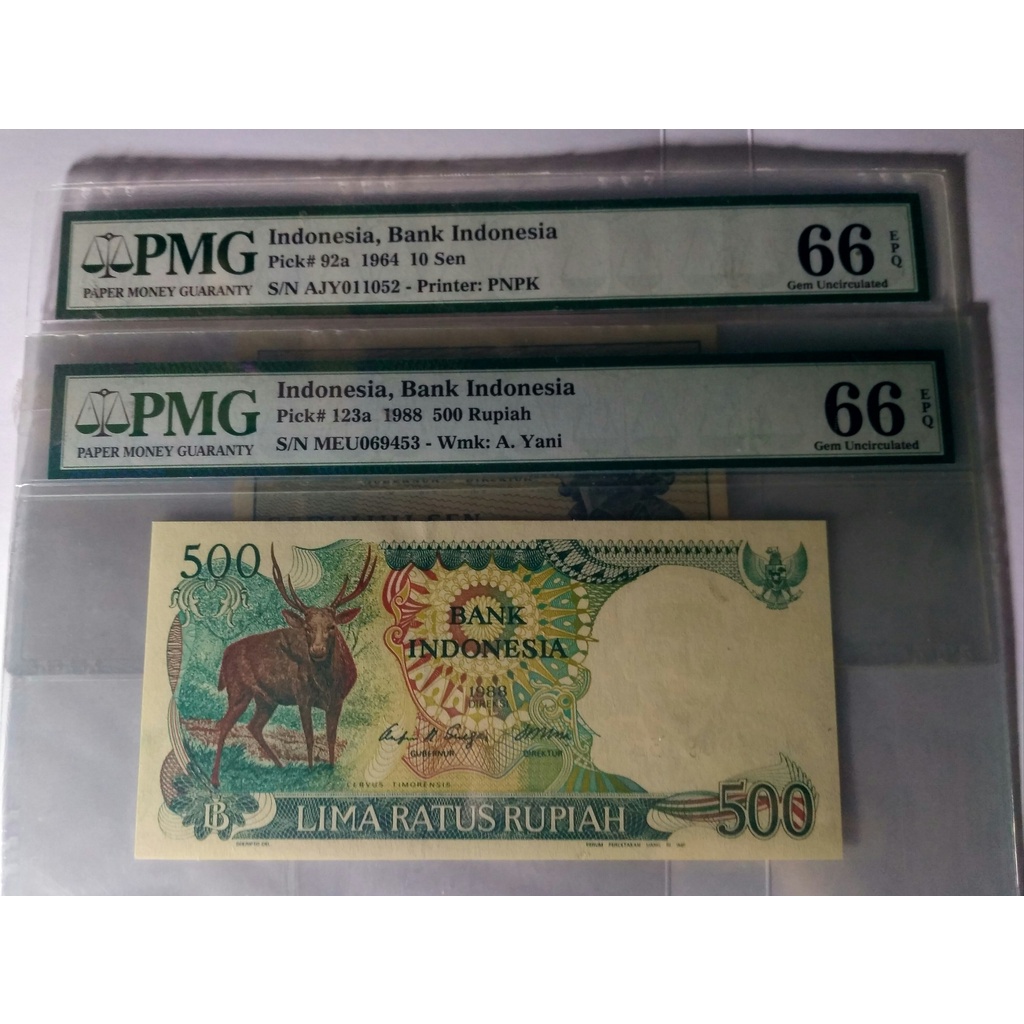 PMG
PAPER MONEY GUARANTY
Indonesia, Bank Indonesia
Pick# 92a 1964 10 Sen
S/N AJY011052 - Printer: PNPK
66 EPQ
Gem Uncirculated
PMG
PAPER MONEY GUARANTY
Indonesia, Bank Indonesia
Pick# 123a 1988 500 Rupiah
S/N MEU069453 - Wmk: A. Yani
66 EPQ
Gem Uncirculated
500
BANK
INDONESIA
1988
DIREKSI
GUBERNUR
DIREKTUR
CERVUS TIMORENSIS
LIMA RATUS RUPIAH
500